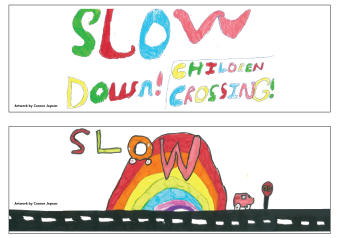 SLOW
Down!
CHILDREN
CROSSING!
Artwork by Connor Jepson
SLOW
Artwork by Connor Jepson